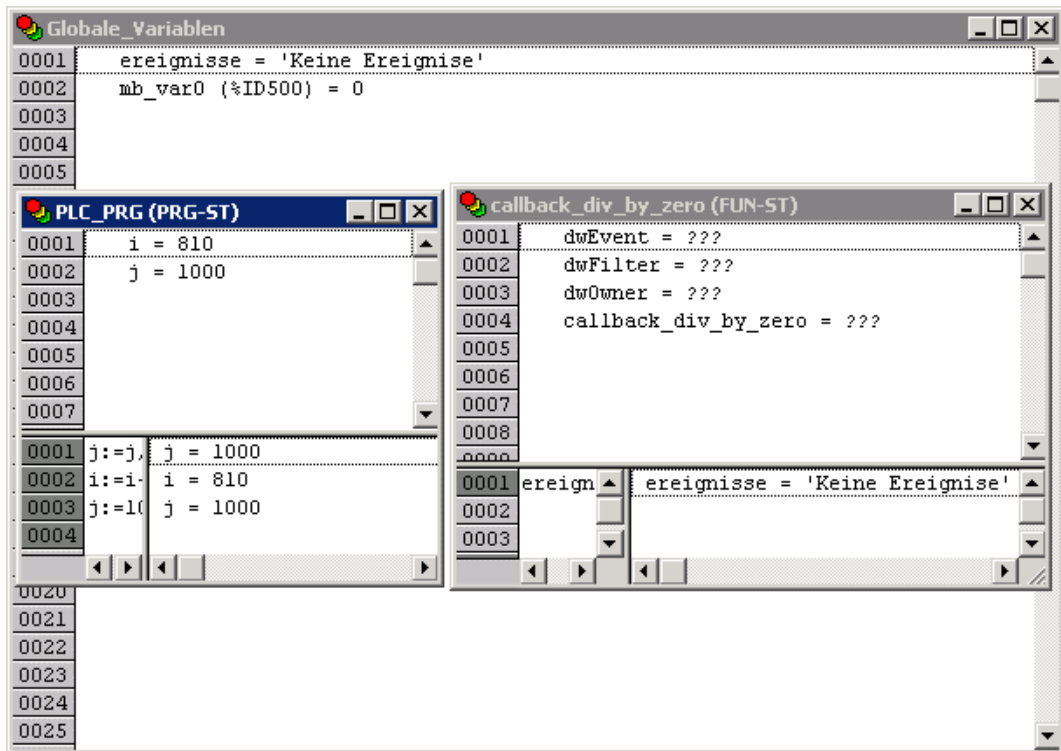 Globale_Variablen
0001 ereignisse = 'Keine Ereignise'
0002 mb_var0 (%ID500) = 0
0003
0004
0005
PLC_PRG (PRG-ST)
0001 i = 810
0002 j = 1000
0003
0004
0005
0006
0007
0001 j:=j, j = 1000
0002 i:=i- i = 810
0003 j:=10 j = 1000
0004
callback_div_by_zero (FUN-ST)
0001 dwEvent = ???
0002 dwFilter = ???
0003 dwOwner = ???
0004 callback_div_by_zero = ???
0005
0006
0007
0008
0001 ereign ereignisse = 'Keine Ereignise'
0002
0003
0020
0021
0022
0023
0024
0025